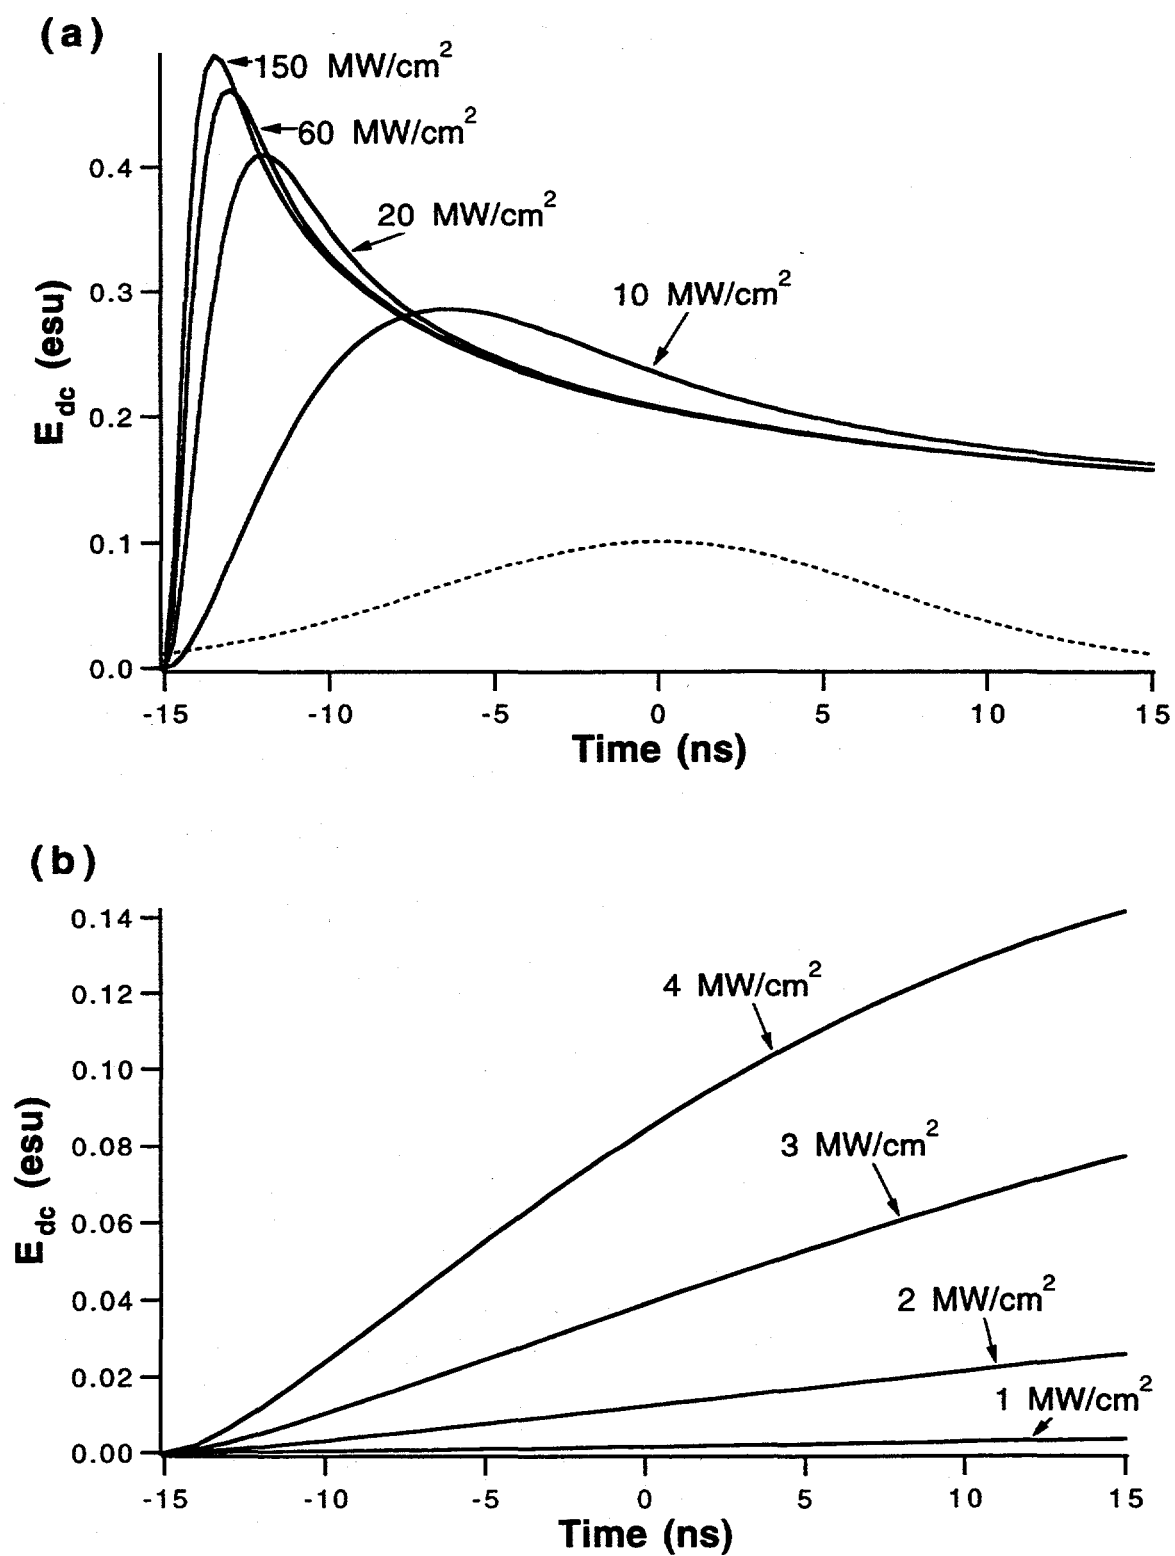 (a)
150 MW/cm²
60 MW/cm²
20 MW/cm²
10 MW/cm²
E_dc (esu)
0.4
0.3
0.2
0.1
0.0
-15 -10 -5 0 5 10 15
Time (ns)
(b)
4 MW/cm²
3 MW/cm²
2 MW/cm²
1 MW/cm²
E_dc (esu)
0.14
0.12
0.10
0.08
0.06
0.04
0.02
0.00
-15 -10 -5 0 5 10 15
Time (ns)